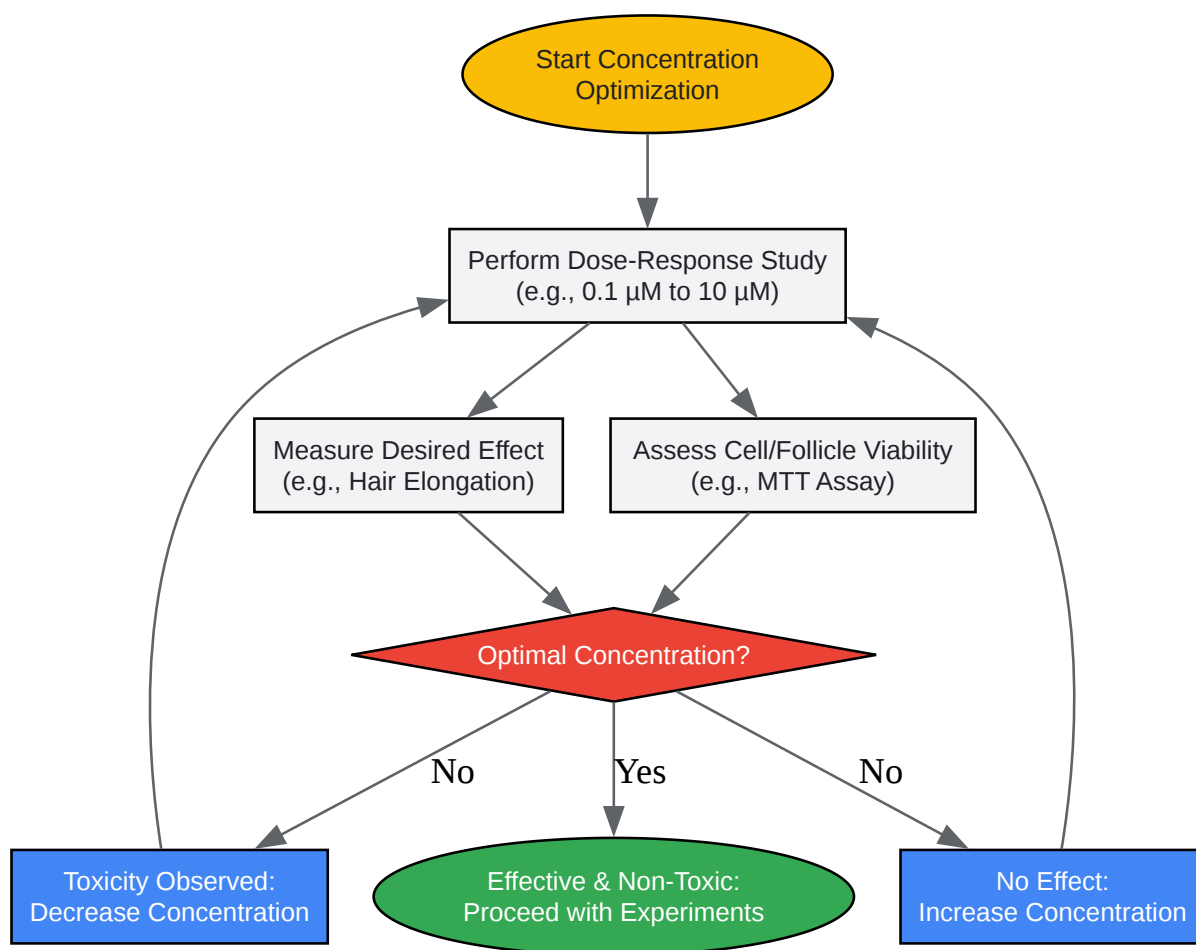 Start Concentration
Optimization
Perform Dose-Response Study
(e.g., 0.1 µM to 10 µM)
Measure Desired Effect
(e.g., Hair Elongation)
Assess Cell/Follicle Viability
(e.g., MTT Assay)
Optimal Concentration?
No
Yes
No
Toxicity Observed:
Decrease Concentration
Effective & Non-Toxic:
Proceed with Experiments
No Effect:
Increase Concentration